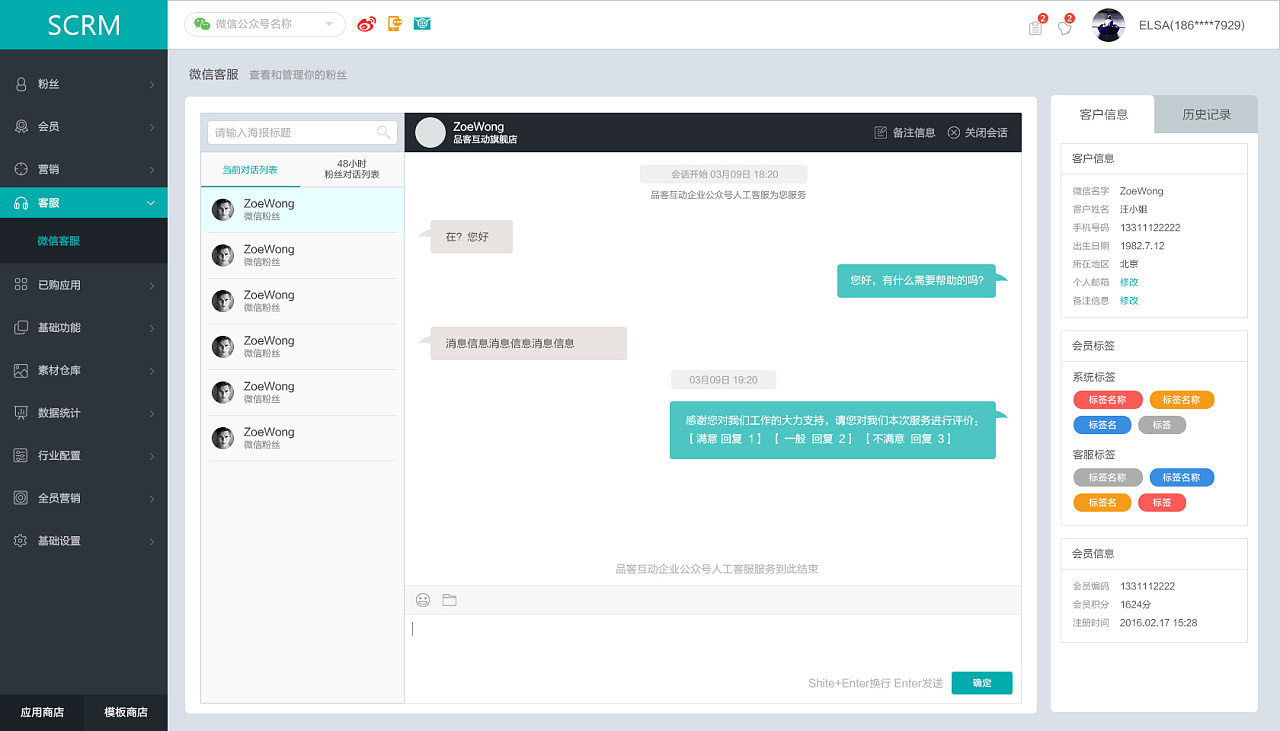 SCRM
微信公众号名称
2
2
ELSA(186****7929)
粉丝
会员
营销
客服
微信客服
已购应用
基础功能
素材仓库
数据统计
行业配置
全员营销
基础设置
应用商店
模板商店
微信客服 查看和管理你的粉丝
请输入海报标题
当前对话列表
48小时
粉丝对话列表
ZoeWong
微信粉丝
ZoeWong
微信粉丝
ZoeWong
微信粉丝
ZoeWong
微信粉丝
ZoeWong
微信粉丝
ZoeWong
微信粉丝
ZoeWong
品客互动旗舰店
备注信息
关闭会话
会话开始 03月09日 18:20
品客互动企业公众号人工客服为您服务
在？您好
您好，有什么需要帮助的吗？
消息信息消息信息消息信息
03月09日 19:20
感谢您对我们工作的大力支持，请您对我们本次服务进行评价：
【 满意 回复 1 】 【 一般 回复 2 】 【 不满意 回复 3 】
品客互动企业公众号人工客服服务到此结束
Shite+Enter换行 Enter发送
确定
客户信息
历史记录
客户信息
微信名字 ZoeWong
客户姓名 汪小姐
手机号码 13311122222
出生日期 1982.7.12
所在地区 北京
个人邮箱 修改
备注信息 修改
会员标签
系统标签
标签名称 标签名称
标签名 标签
客服标签
标签名称 标签名称
标签名 标签
会员信息
会员编码 1331112222
会员积分 1624分
注册时间 2016.02.17 15:28